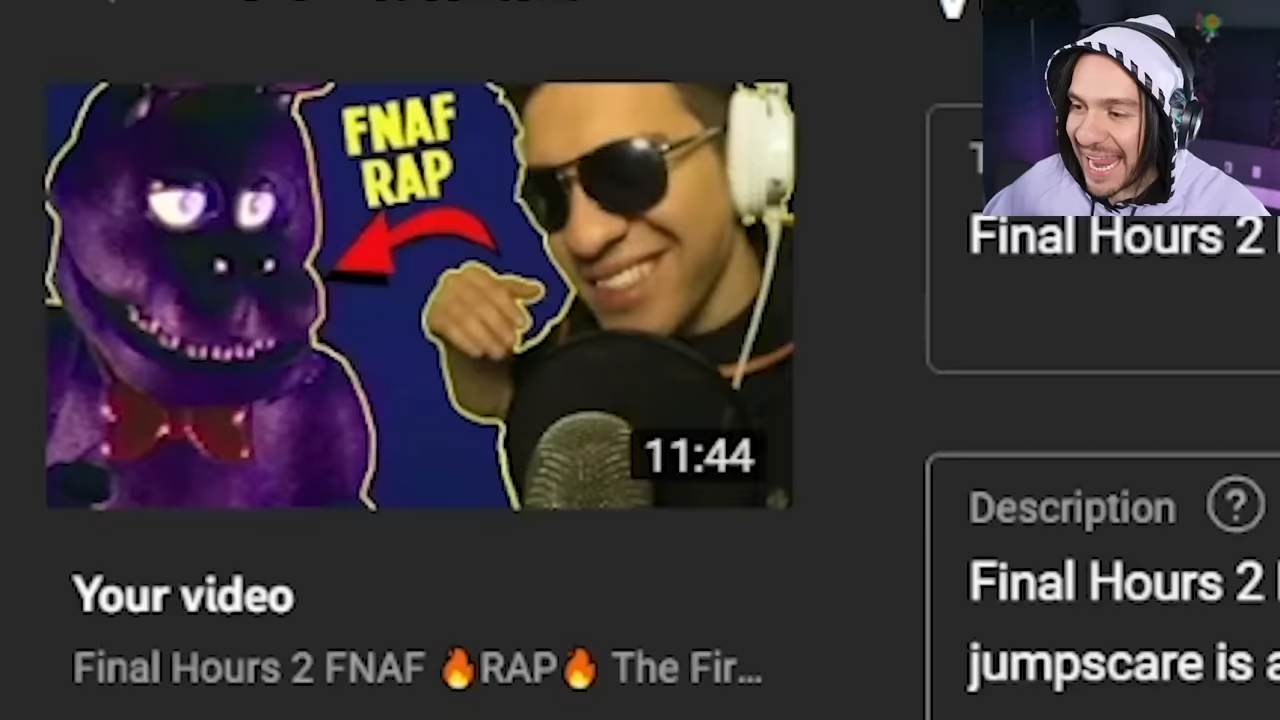 FNAF
RAP
11:44
Your video
Final Hours 2 FNAF 🔥RAP🔥 The Fir...
Final Hours 2
Description ?
Final Hours 2
jumpscare is a